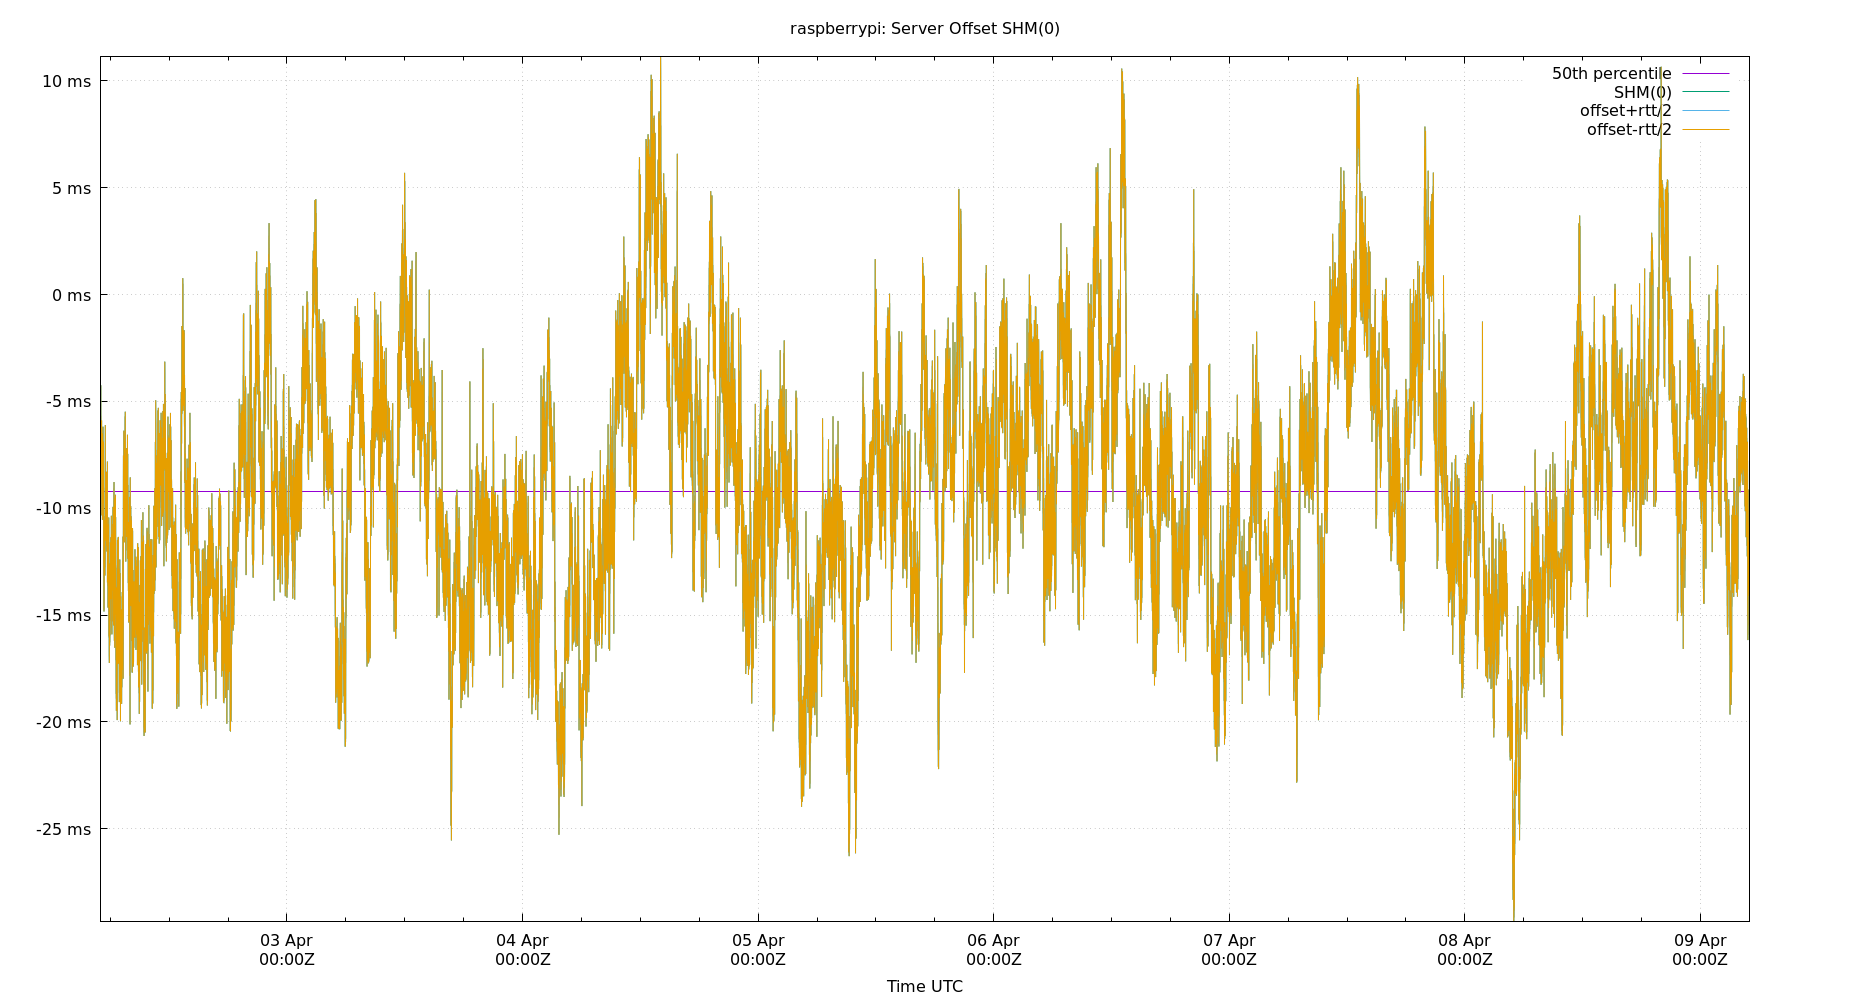 raspberrypi: Server Offset SHM(0)
10 ms
5 ms
0 ms
-5 ms
-10 ms
-15 ms
-20 ms
-25 ms
50th percentile
SHM(0)
offset+rtt/2
offset-rtt/2
03 Apr
00:00Z
04 Apr
00:00Z
05 Apr
00:00Z
06 Apr
00:00Z
07 Apr
00:00Z
08 Apr
00:00Z
09 Apr
00:00Z
Time UTC